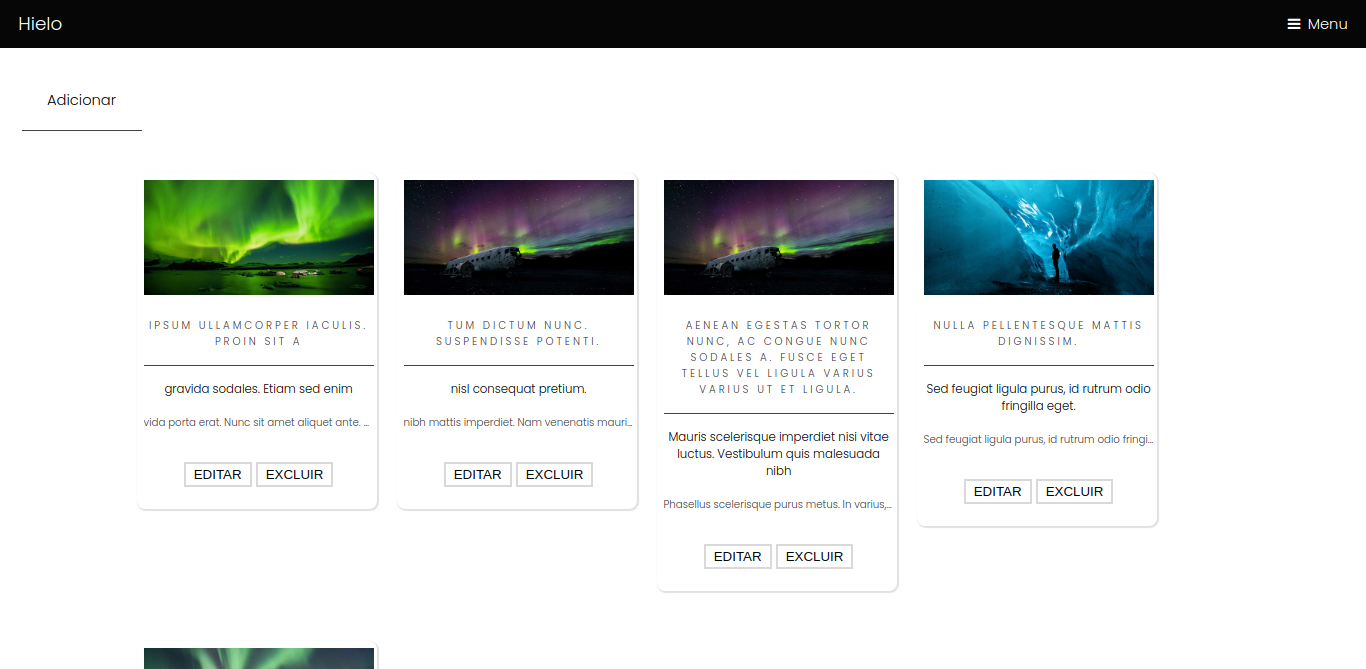 Hielo
Menu
Adicionar
IPSUM ULLAMCORPER IACULIS.
PROIN SIT A
gravida sodales. Etiam sed enim
vida porta erat. Nunc sit amet aliquet ante. ...
EDITAR EXCLUIR
TUM DICTUM NUNC.
SUSPENDISSE POTENTI.
nisl consequat pretium.
nibh mattis imperdiet. Nam venenatis mauri...
EDITAR EXCLUIR
AENEAN EGESTAS TORTOR
NUNC, AC CONGUE NUNC
SODALES A. FUSCE EGET
TELLUS VEL LIGULA VARIUS
VARIUS UT ET LIGULA.
Mauris scelerisque imperdiet nisi vitae
luctus. Vestibulum quis malesuada
nibh
Phasellus scelerisque purus metus. In varius,...
EDITAR EXCLUIR
NULLA PELLENTESQUE MATTIS
DIGNISSIM.
Sed feugiat ligula purus, id rutrum odio
fringilla eget.
Sed feugiat ligula purus, id rutrum odio fringi...
EDITAR EXCLUIR